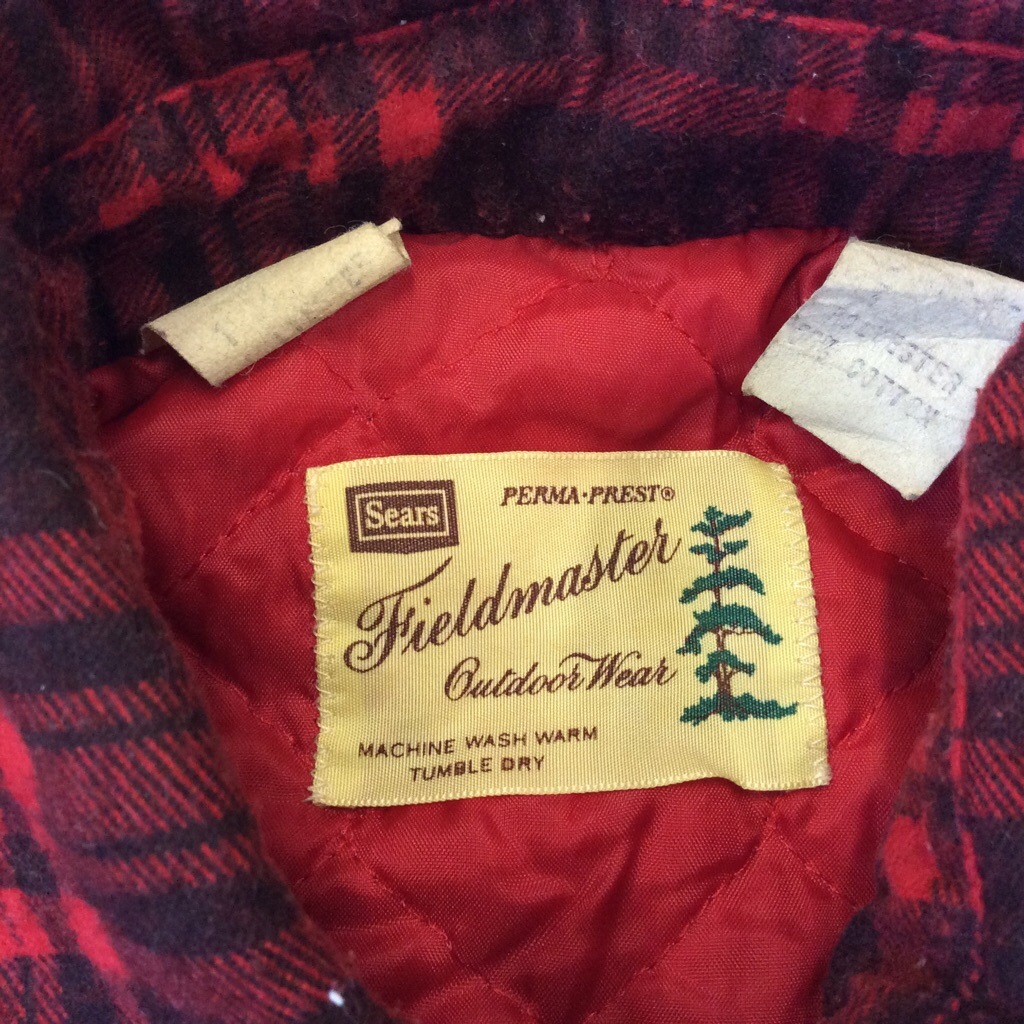 POLYESTER
COTTON
Sears
PERMA·PREST®
Fieldmaster
Outdoor Wear
MACHINE WASH WARM
TUMBLE DRY